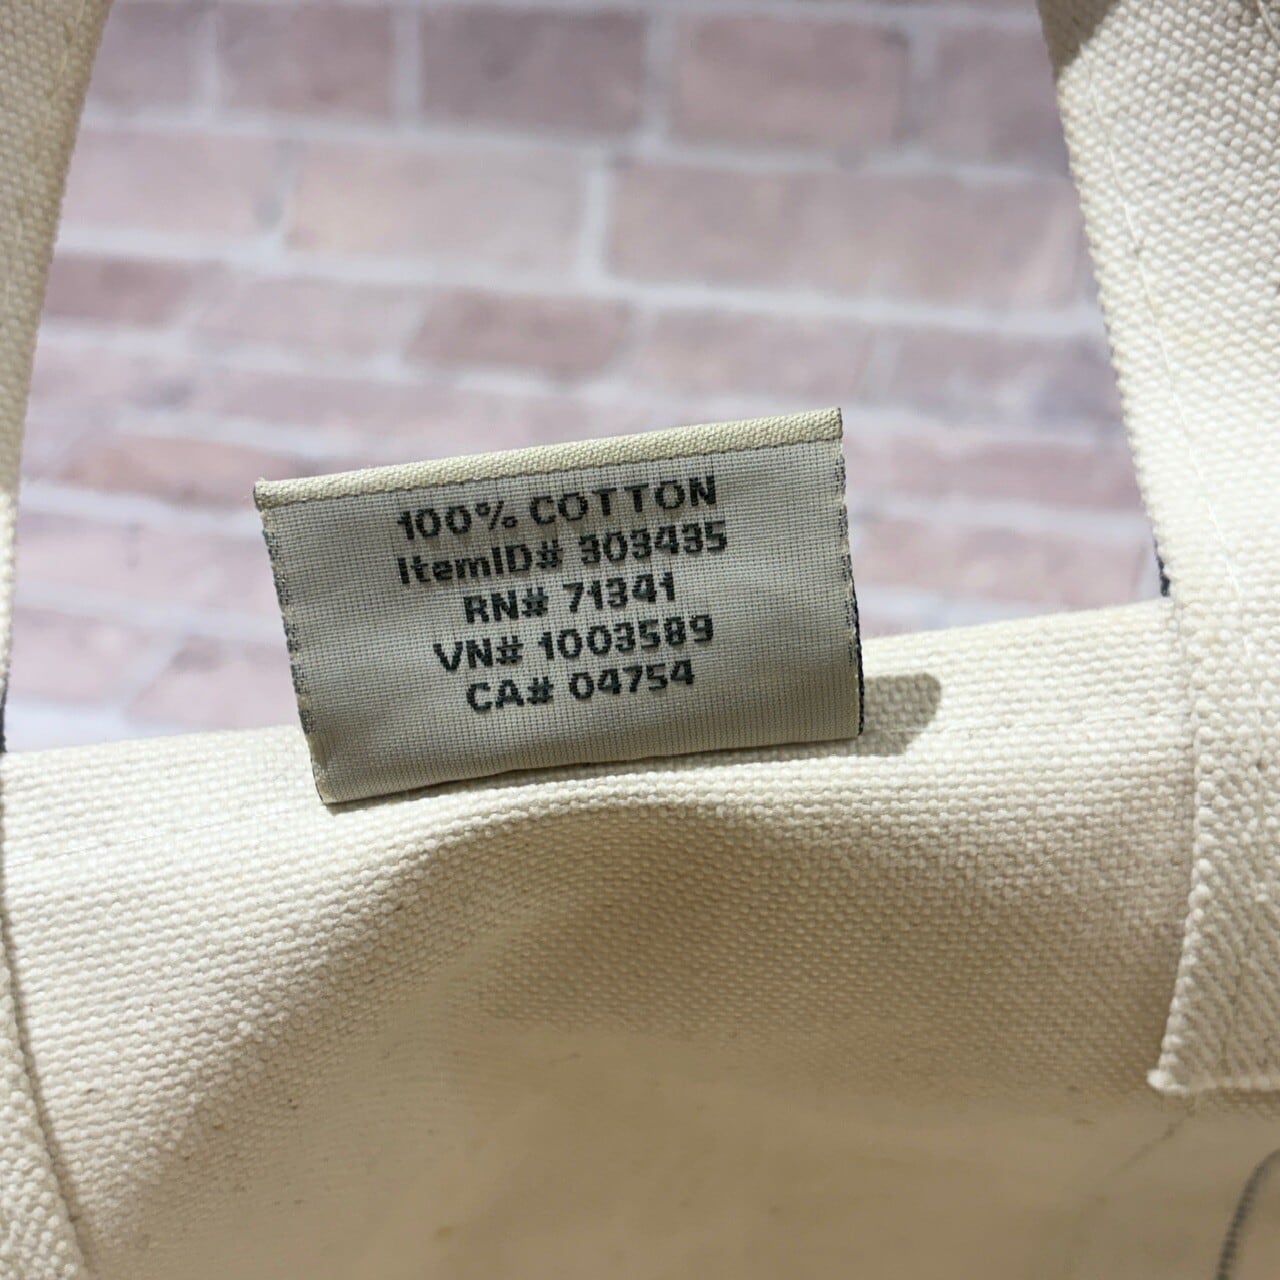 100% COTTON
ItemID# 303435
RN# 71341
VN# 1003589
CA# 04754